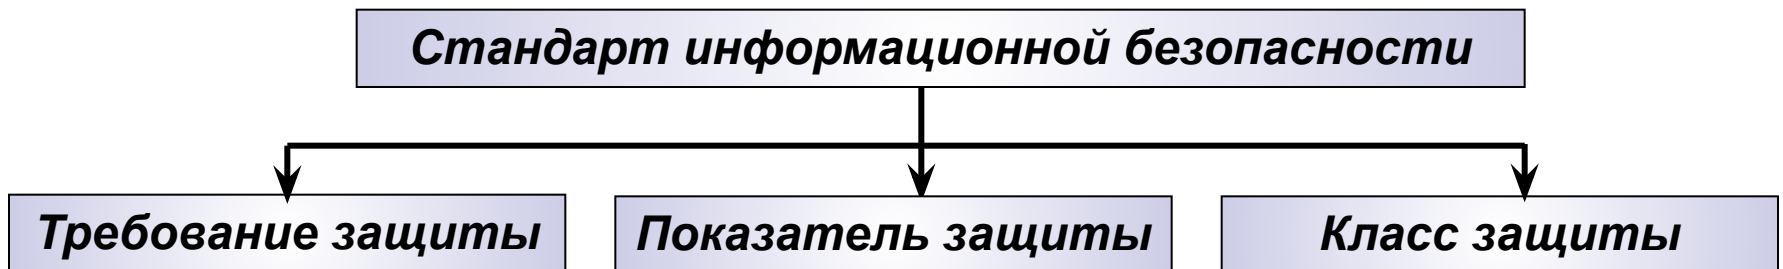 Стандарт информационной безопасности
Требование защиты
Показатель защиты
Класс защиты